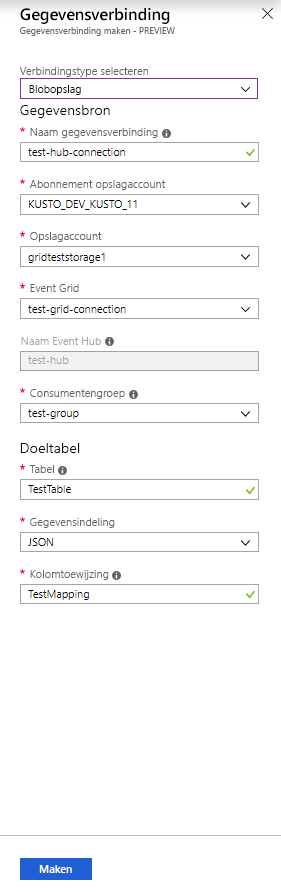 Gegevensverbinding
Gegevensverbinding maken - PREVIEW
Verbindingstype selecteren
Blobopslag
Gegevensbron
* Naam gegevensverbinding
test-hub-connection
* Abonnement opslagaccount
KUSTO_DEV_KUSTO_11
* Opslagaccount
gridteststorage1
* Event Grid
test-grid-connection
Naam Event Hub
test-hub
* Consumentengroep
test-group
Doeltabel
* Tabel
TestTable
* Gegevensindeling
JSON
* Kolomtoewijzing
TestMapping
Maken